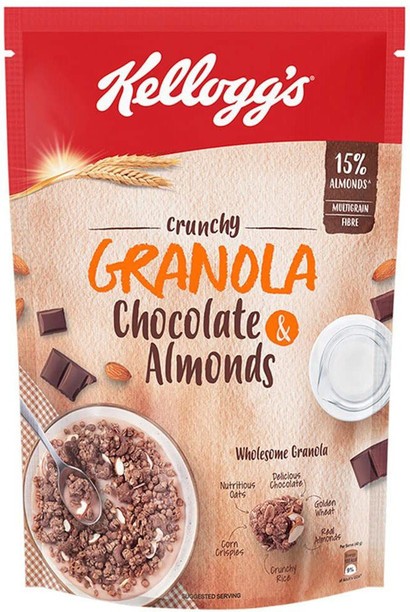 Kellogg's
15%
ALMONDS^
MULTIGRAIN
FIBRE
Crunchy
GRANOLA
Chocolate &
Almonds
Wholesome Granola
Delicious
Chocolate
Nutritious
Oats
Golden
Wheat
Real
Almonds
Corn
Crispies
Crunchy
Rice
SUGGESTED SERVING